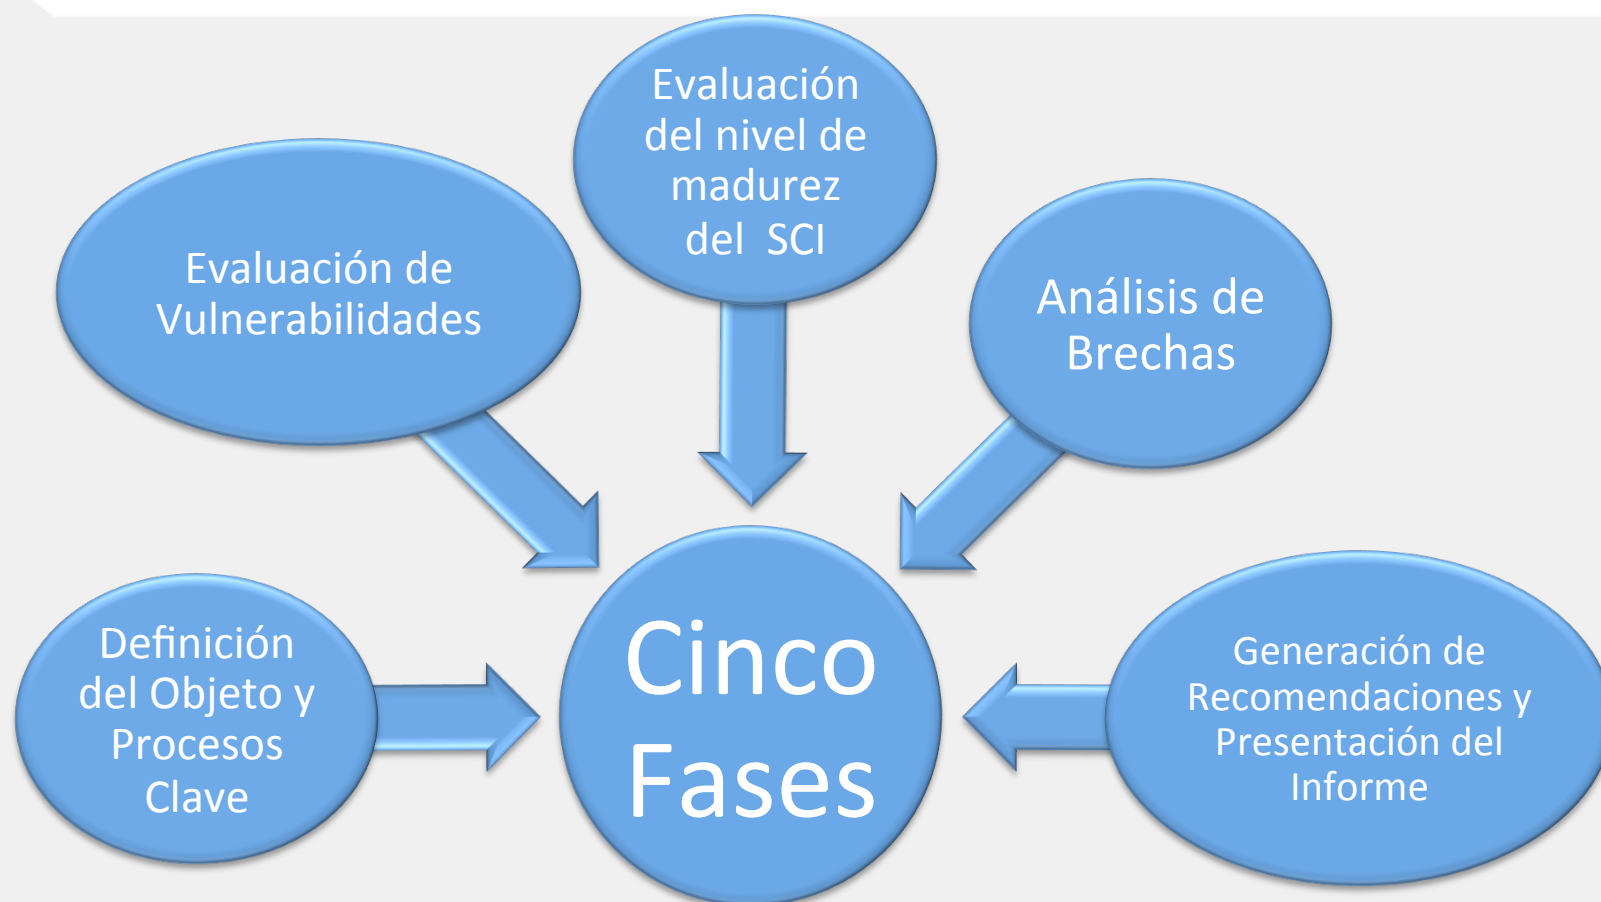 Evaluación
del nivel de
madurez
del SCI
Evaluación de
Vulnerabilidades
Análisis de
Brechas
Definición
del Objeto y
Procesos
Clave
Cinco
Fases
Generación de
Recomendaciones y
Presentación del
Informe